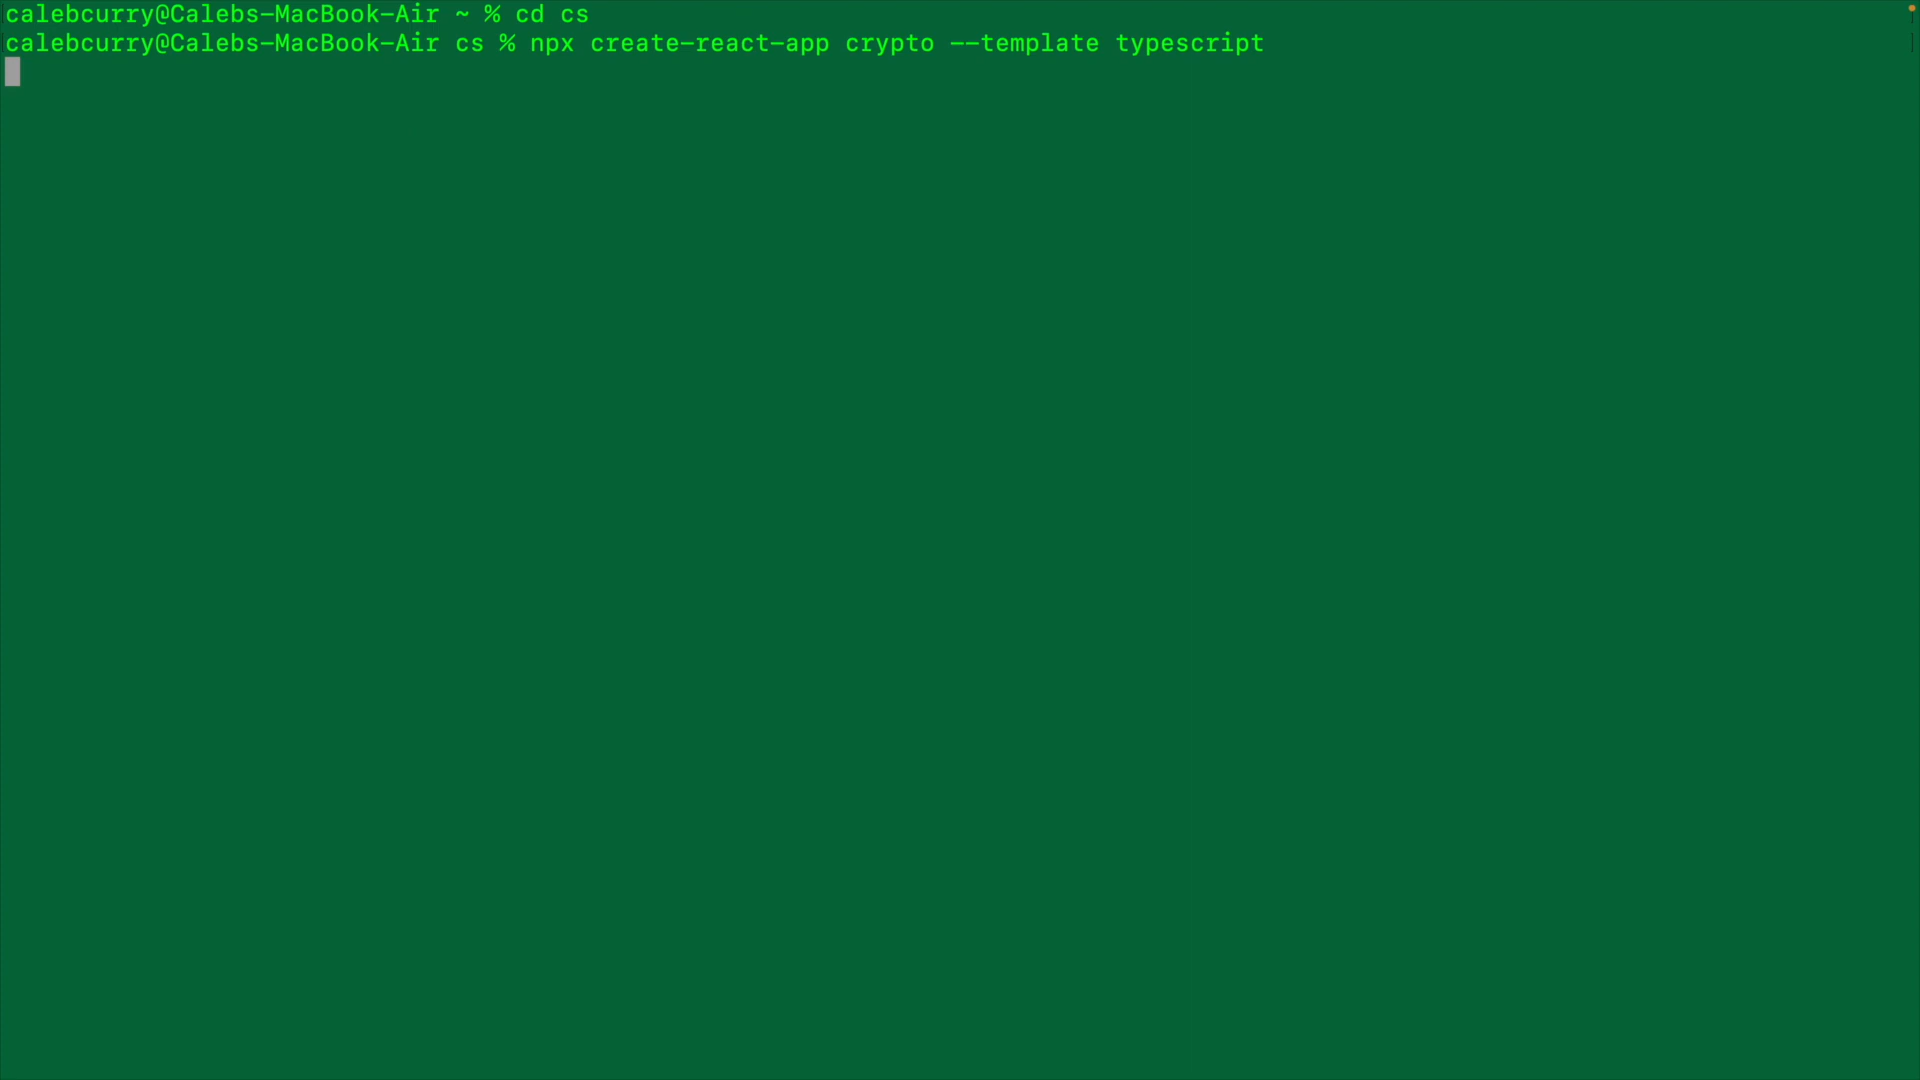 calebcurry@Calebs-MacBook-Air ~ % cd cs
calebcurry@Calebs-MacBook-Air cs % npx create-react-app crypto --template typescript